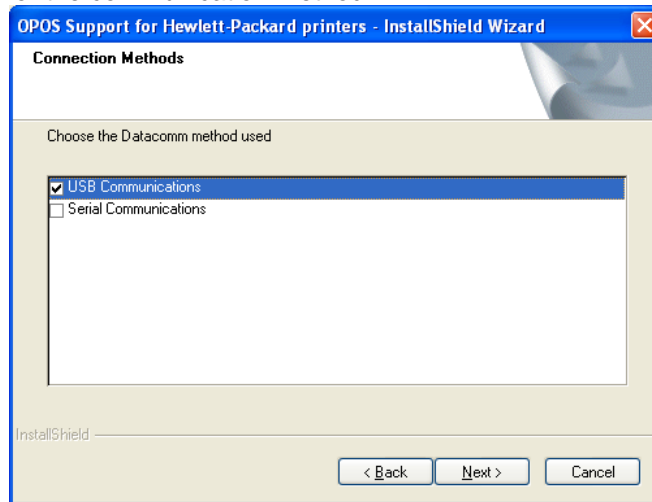 OPOS Support for Hewlett-Packard printers - InstallShield Wizard
Connection Methods
Choose the Datacomm method used
USB Communications
Serial Communications
InstallShield
< Back Next > Cancel